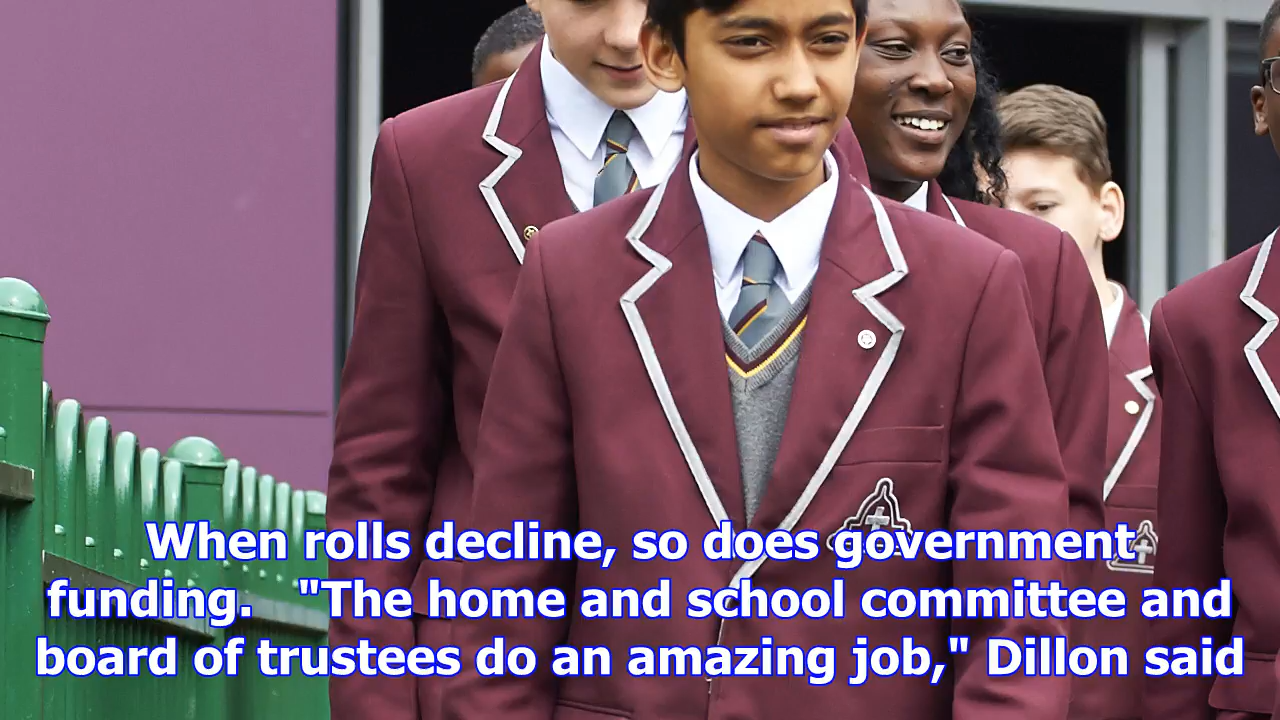 When rolls decline, so does government
funding. "The home and school committee and
board of trustees do an amazing job," Dillon said